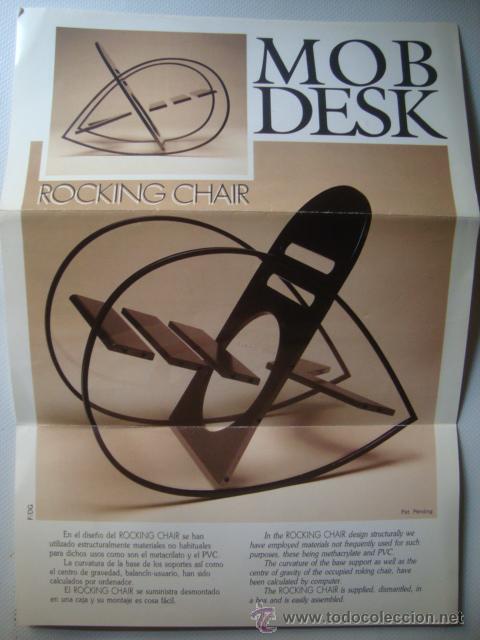 MOB
DESK
ROCKING CHAIR
Pat Pending
F/DG
En el diseño del ROCKING CHAIR se han
utilizado estructuralmente materiales no habituales
para dichos usos como son el metacrilato y el PVC.
La curvatura de la base de los soportes así como
el centro de gravedad, balancín-usuario, han sido
calculados por ordenador.
El ROCKING CHAIR se suministra desmontado
en una caja y su montaje es cosa fácil.
In the ROCKING CHAIR design structurally we
have employed materials not frequently used for such
purposes, these being methacrylate and PVC.
The curvature of the base support as well as the
centre of gravity of the occupied roking chair, have
been calculated by computer.
The ROCKING CHAIR is supplied, dismantled, in
a box and is easily assembled.
www.todocoleccion.net